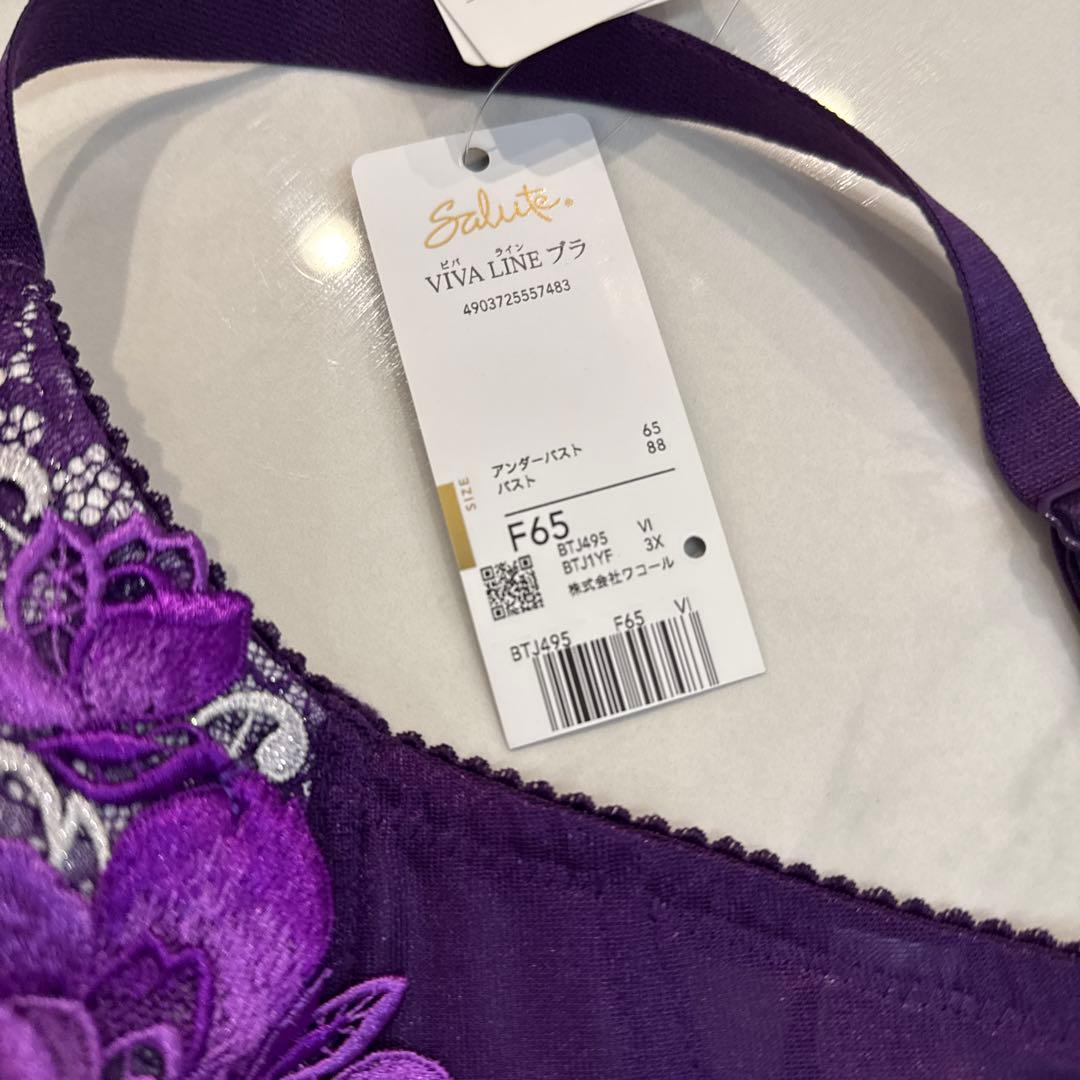 Salute®
ビバ ライン
VIVA LINE ブラ
4903725557483
アンダーバスト 65
バスト 88
SIZE
F65
BTJ495 VI
BTJ1YF 3X
株式会社ワコール
BTJ495 F65 VI